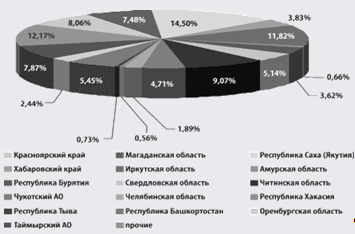 7,48%
14,50%
8,06%
3,83%
12,17%
11,82%
7,87%
0,66%
5,45%
4,71%
9,07%
5,14%
3,62%
2,44%
1,89%
0,73%
0,56%
Красноярский край Магаданская область Республика Саха (Якутия)
Хабаровский край Иркутская область Амурская область
Республика Бурятия Свердловская область Читинская область
Чукотский АО Челябинская область Республика Хакасия
Республика Тыва Республика Башкортостан Оренбургская область
Таймырский АО прочие